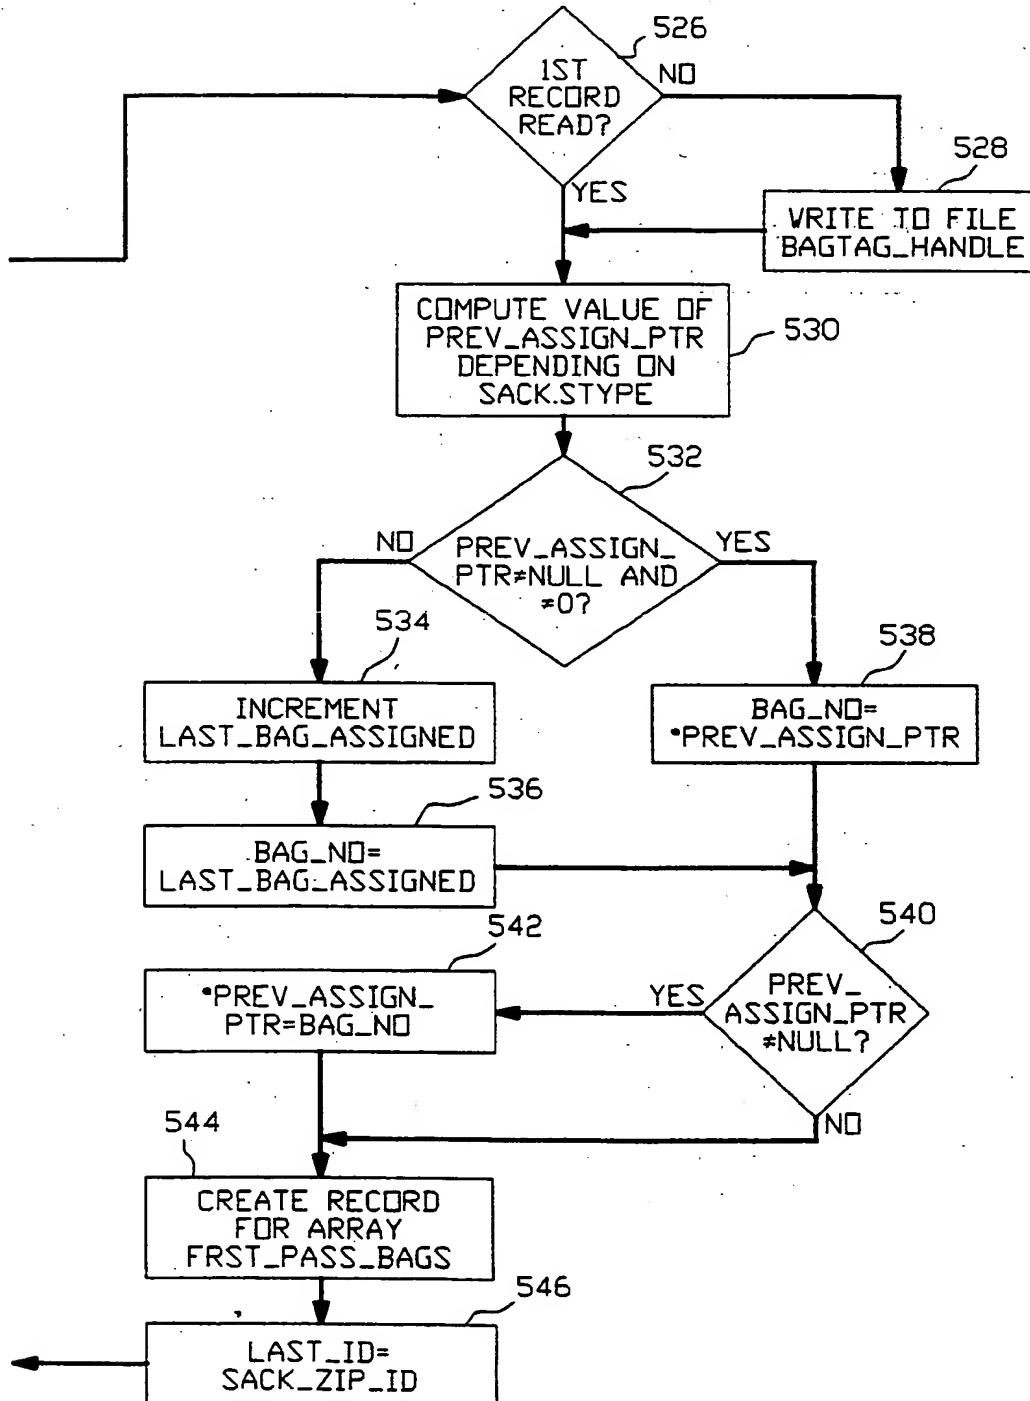 526
1ST
RECORD
READ?
NO
YES
528
WRITE TO FILE
BAGTAG_HANDLE
COMPUTE VALUE OF
PREV_ASSIGN_PTR
DEPENDING ON
SACK.STYPE
530
532
NO
PREV_ASSIGN_
PTR≠NULL AND
≠0?
YES
534
INCREMENT
LAST_BAG_ASSIGNED
538
BAG_NO=
*PREV_ASSIGN_PTR
536
BAG_NO=
LAST_BAG_ASSIGNED
540
PREV_
ASSIGN_PTR
≠NULL?
YES
NO
542
*PREV_ASSIGN_
PTR=BAG_NO
544
CREATE RECORD
FOR ARRAY
FRST_PASS_BAGS
546
LAST_ID=
SACK_ZIP_ID